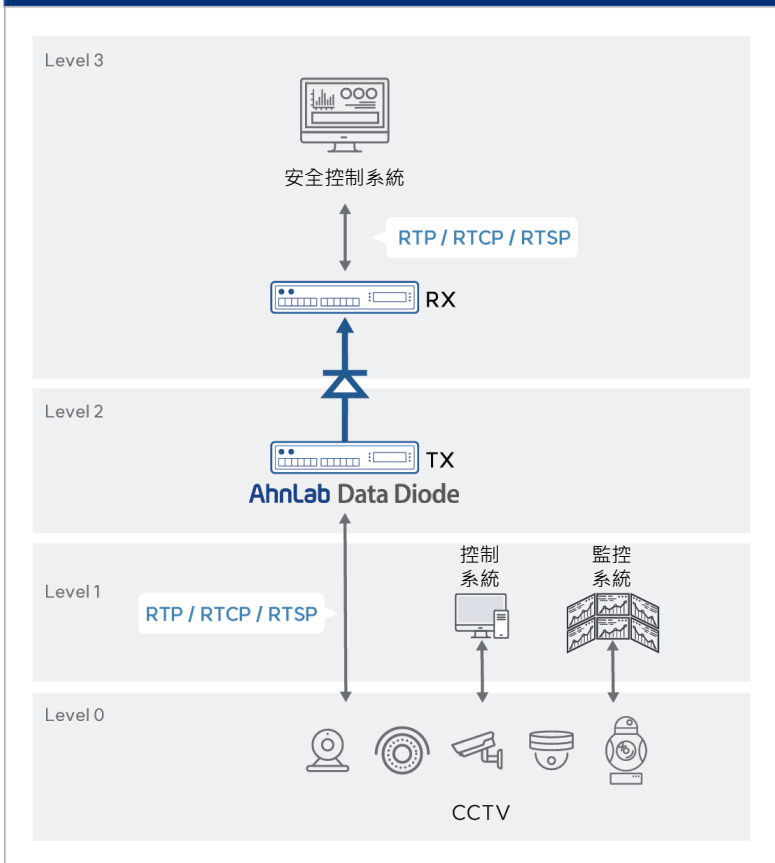 Level 3
安全控制系統
RTP / RTCP / RTSP
RX
Level 2
TX
AhnLab Data Diode
控制
系統
監控
系統
Level 1
RTP / RTCP / RTSP
Level 0
CCTV